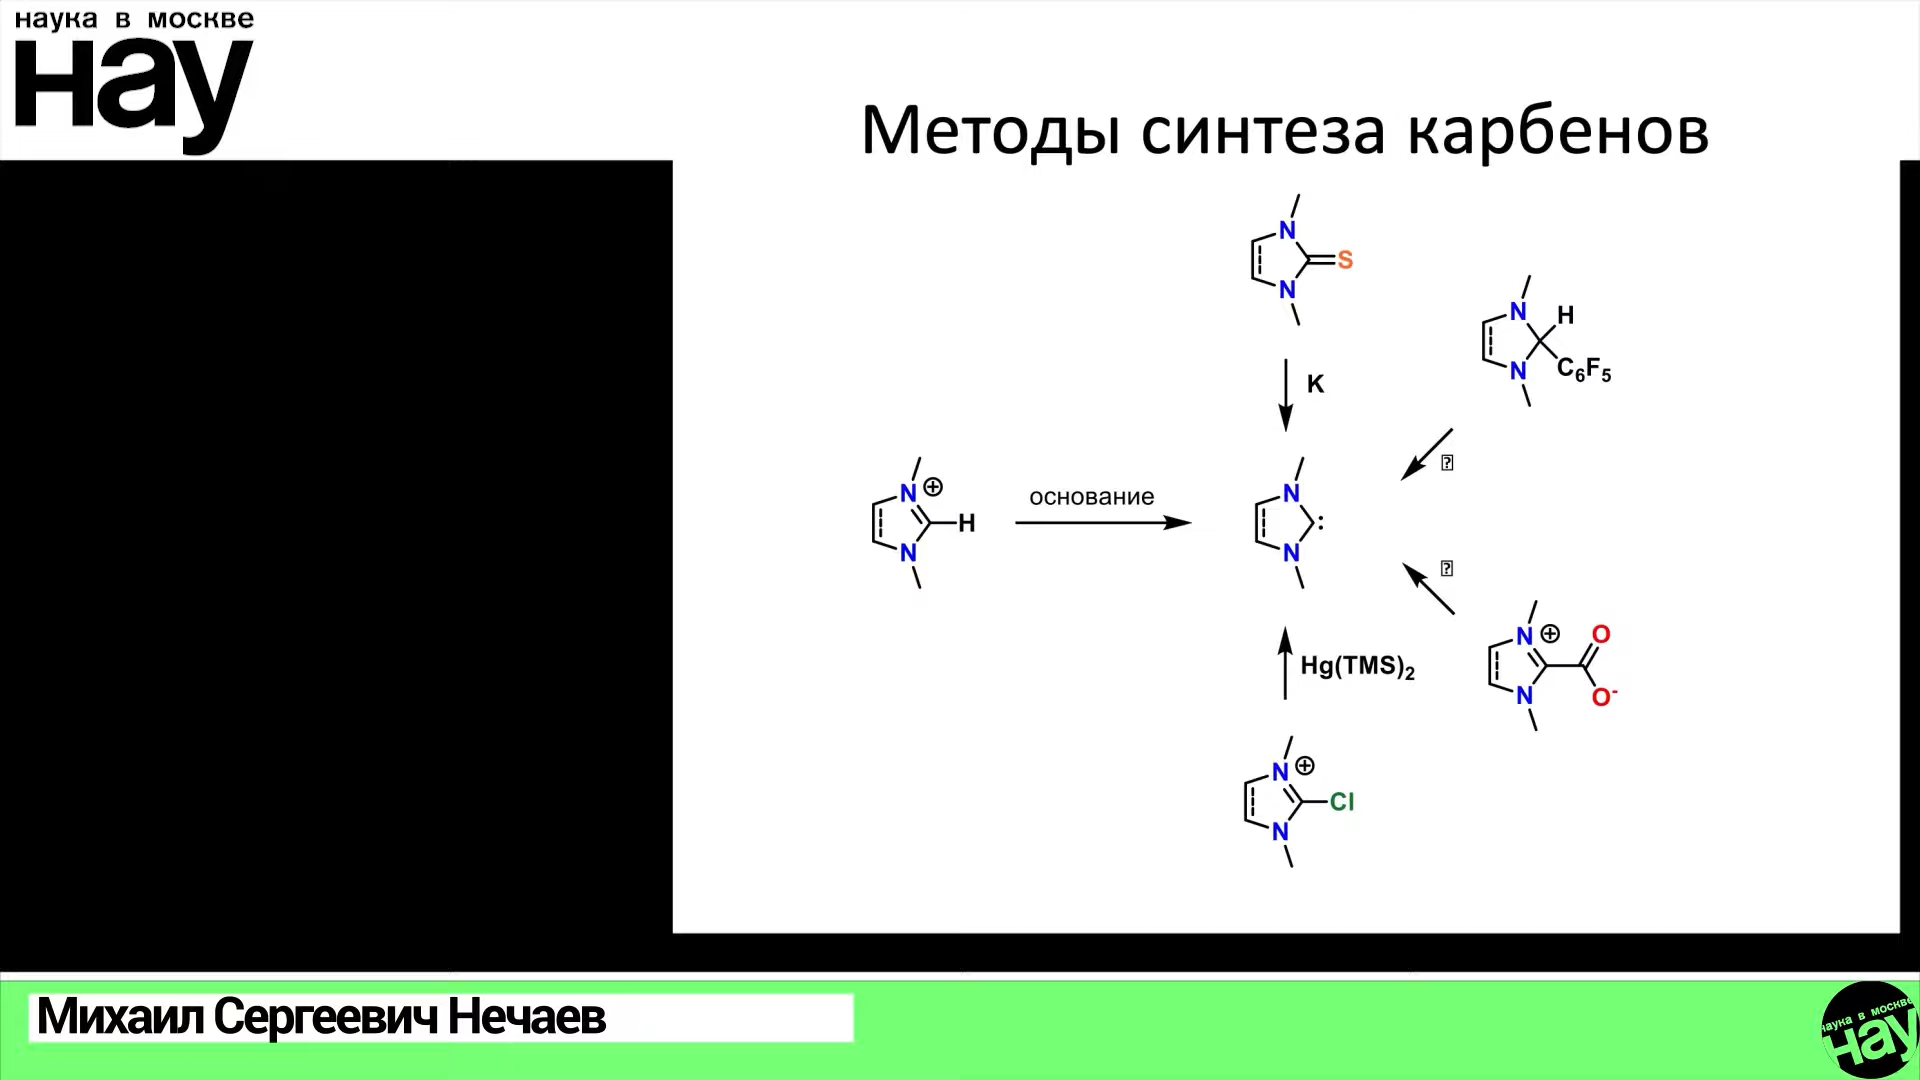 наука в москве
нау
Методы синтеза карбенов
N
S
N
N
H
N
C₆F₅
K
N
⊕
H
N
основание
N
:
N
Hg(TMS)₂
N
⊕
O
N
O⁻
N
⊕
Cl
N
Михаил Сергеевич Нечаев
наука в москве
нау